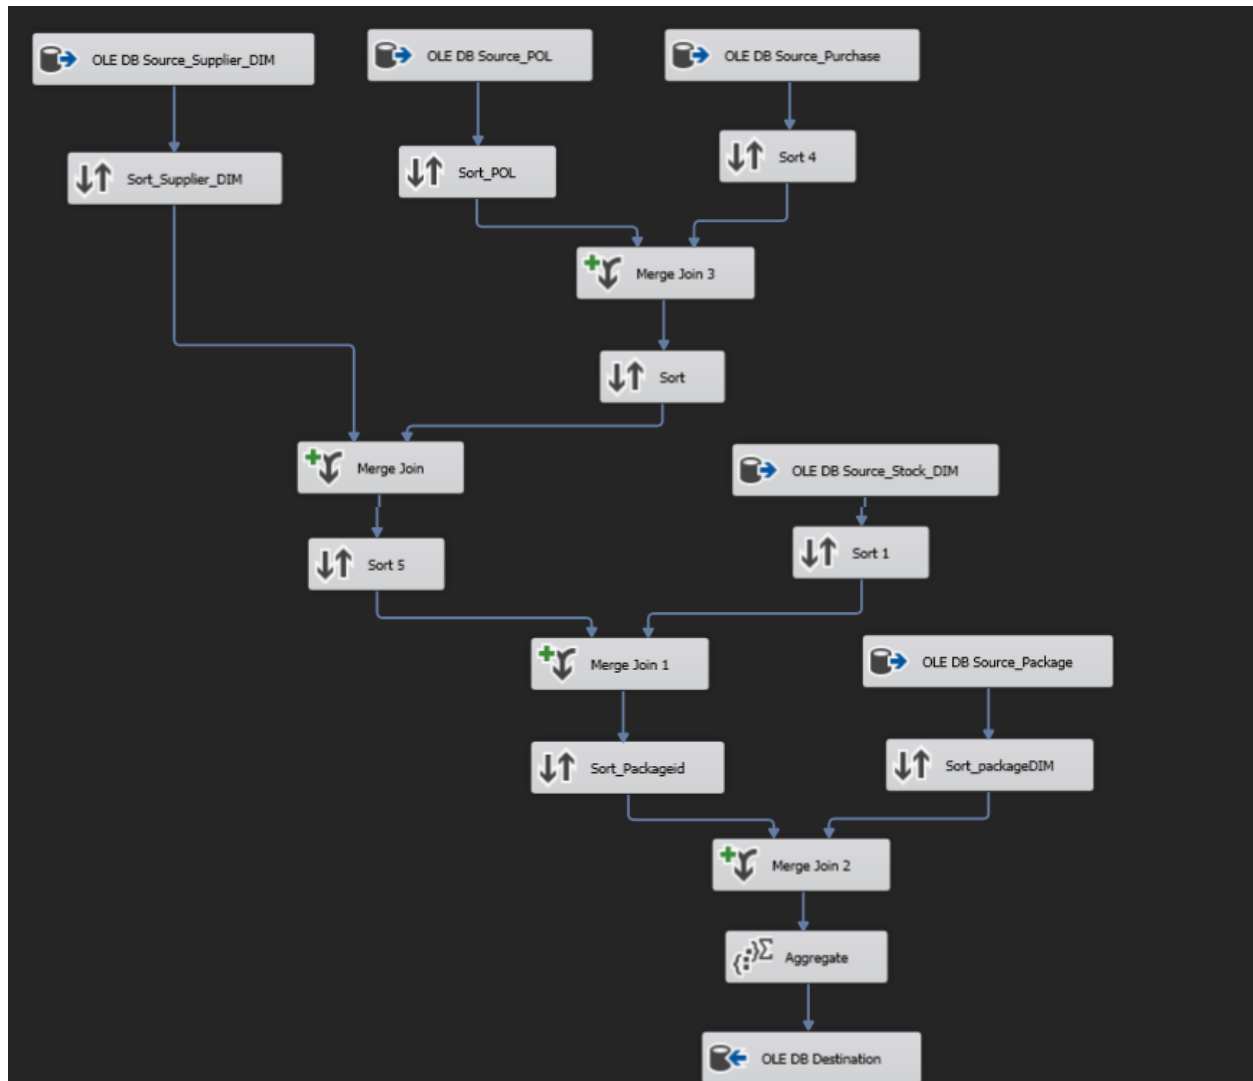 OLE DB Source_Supplier_DIM
OLE DB Source_POL
OLE DB Source_Purchase
Sort_Supplier_DIM
Sort_POL
Sort 4
Merge Join 3
Sort
Merge Join
OLE DB Source_Stock_DIM
Sort 5
Sort 1
Merge Join 1
OLE DB Source_Package
Sort_Packageid
Sort_packageDIM
Merge Join 2
Aggregate
OLE DB Destination